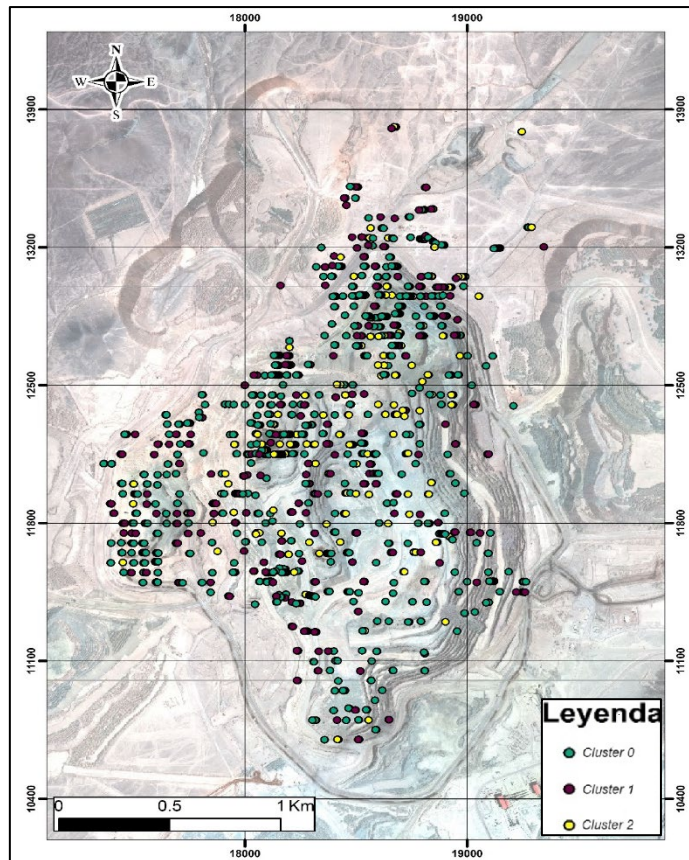 18000 19000
N
W E
S
13900 13900
13200 13200
12500 12500
11800 11800
11100 11100
10400 10400
Leyenda
Cluster 0
Cluster 1
Cluster 2
0 0.5 1 Km
18000 19000